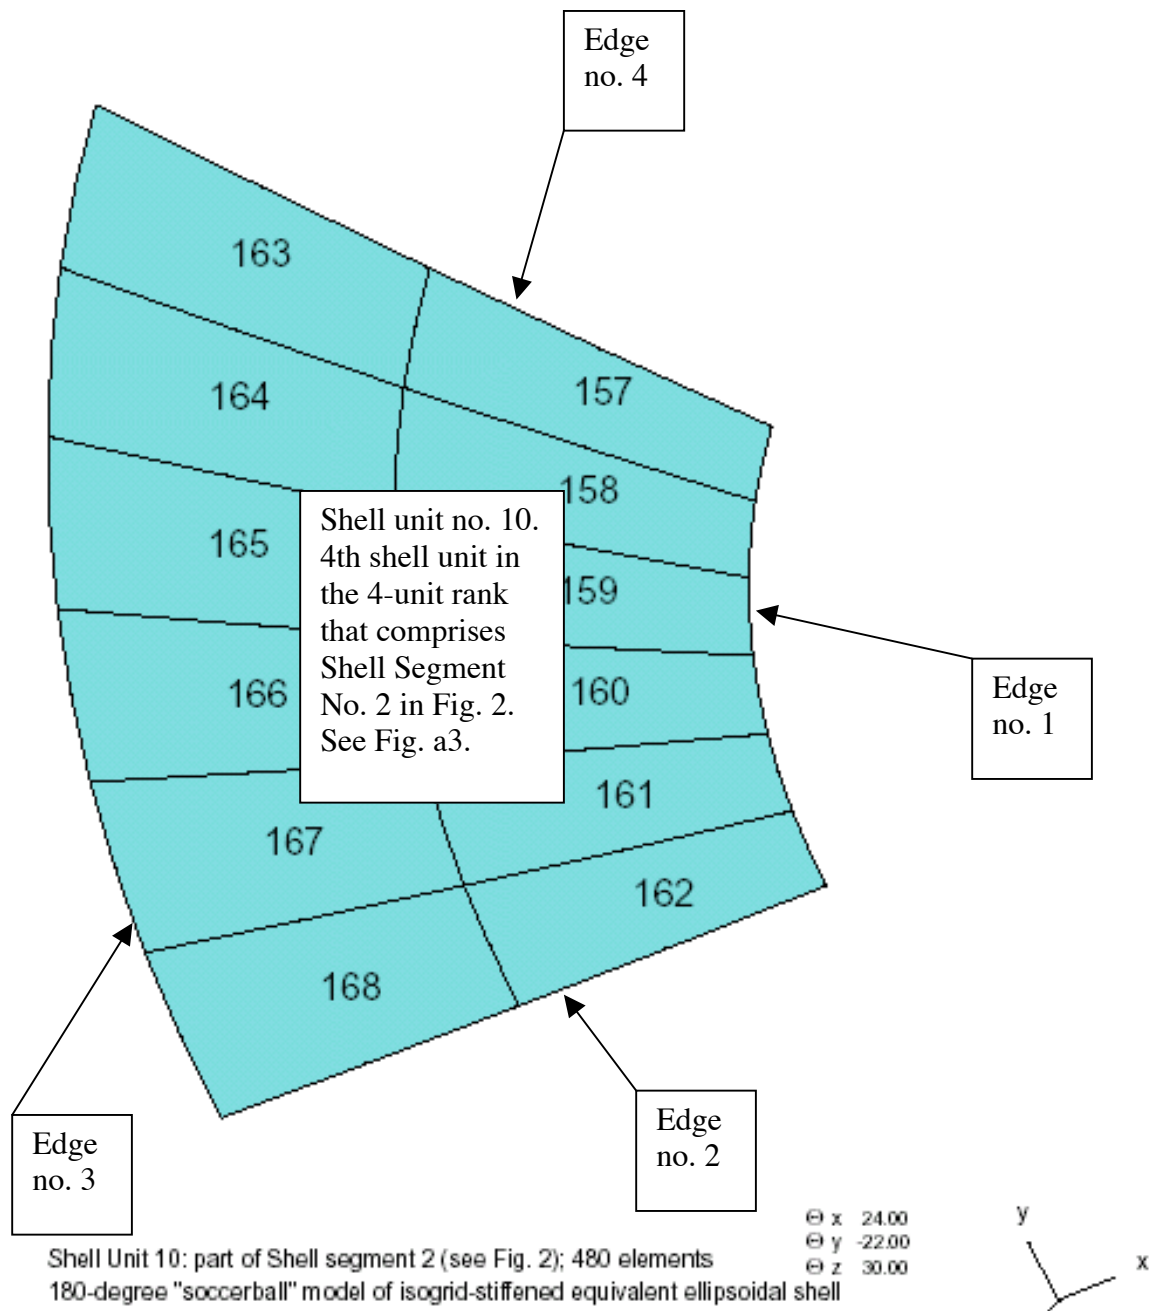 Edge
no. 4
163
157
164
158
Shell unit no. 10.
4th shell unit in
the 4-unit rank
that comprises
Shell Segment
No. 2 in Fig. 2.
See Fig. a3.
165
159
166
160
Edge
no. 1
161
167
162
168
Edge
no. 3
Edge
no. 2
Θ x 24.00
Θ y -22.00
Θ z 30.00
y
x
Shell Unit 10: part of Shell segment 2 (see Fig. 2); 480 elements
180-degree "soccerball" model of isogrid-stiffened equivalent ellipsoidal shell